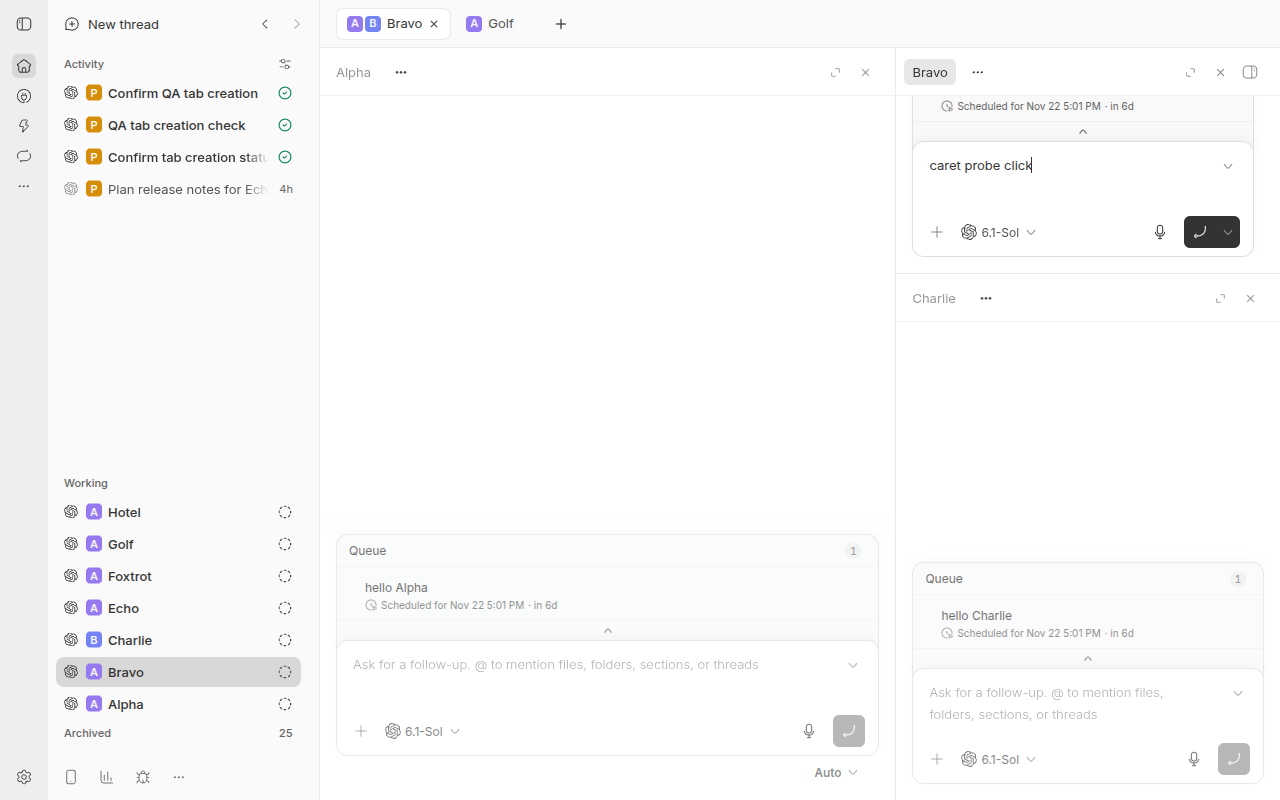 New thread
Activity
P Confirm QA tab creation
P QA tab creation check
P Confirm tab creation statu
P Plan release notes for Ech 4h
Working
A Hotel
A Golf
A Foxtrot
A Echo
B Charlie
A Bravo
A Alpha
Archived 25
A B Bravo
A Golf
Alpha
Queue 1
hello Alpha
Scheduled for Nov 22 5:01 PM · in 6d
Ask for a follow-up. @ to mention files, folders, sections, or threads
6.1-Sol
Auto
Bravo
Scheduled for Nov 22 5:01 PM · in 6d
caret probe click
6.1-Sol
Charlie
Queue 1
hello Charlie
Scheduled for Nov 22 5:01 PM · in 6d
Ask for a follow-up. @ to mention files,
folders, sections, or threads
6.1-Sol